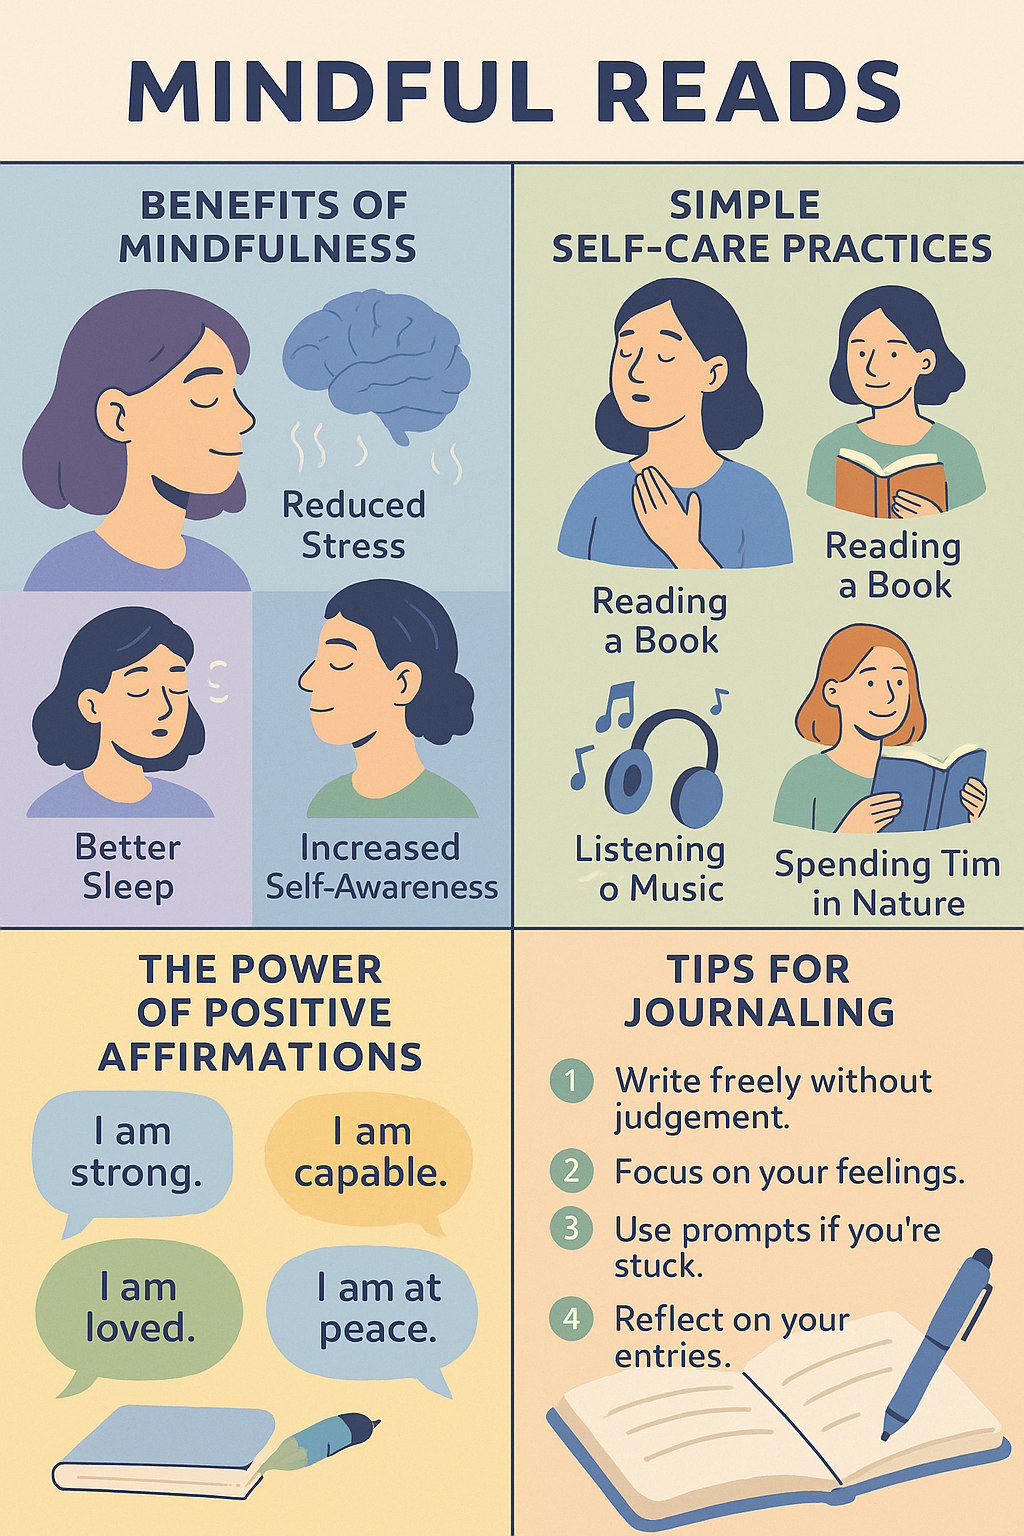 MINDFUL READS
BENEFITS OF
MINDFULNESS
Reduced
Stress
Better
Sleep
Increased
Self-Awareness
SIMPLE
SELF-CARE PRACTICES
Reading
a Book
Reading
a Book
Listening
o Music
Spending Tim
in Nature
THE POWER
OF POSITIVE
AFFIRMATIONS
I am
strong.
I am
capable.
I am
loved.
I am at
peace.
TIPS FOR
JOURNALING
1 Write freely without
judgement.
2 Focus on your feelings.
3 Use prompts if you're
stuck.
4 Reflect on your
entries.